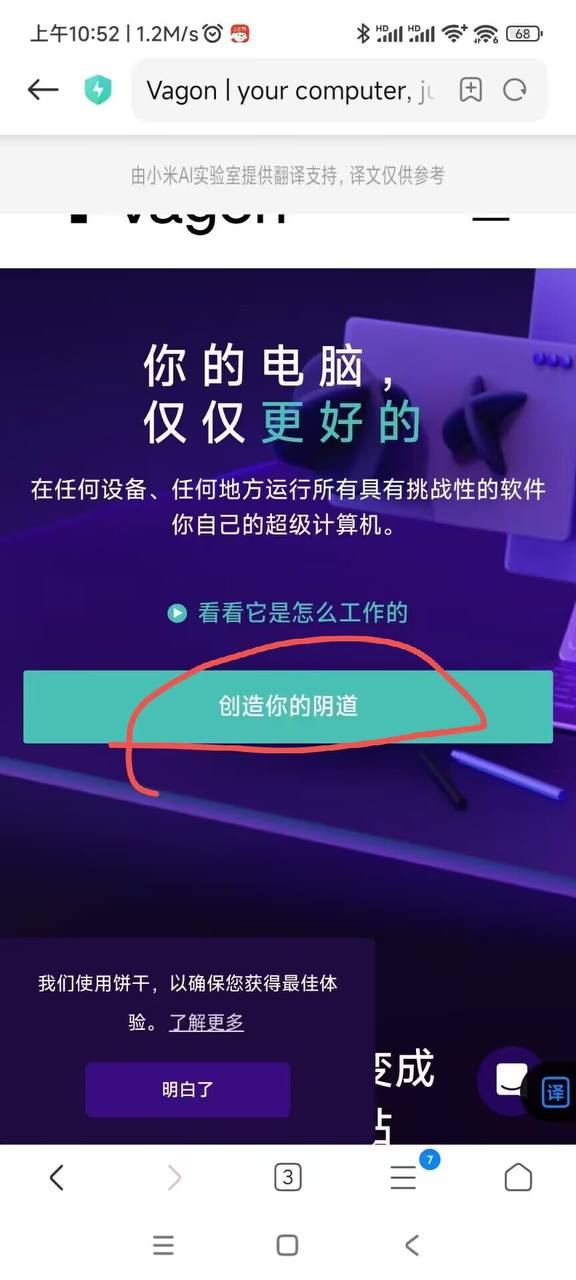 上午10:52 | 1.2M/s
68
Vagon | your computer, ju
由小米AI实验室提供翻译支持，译文仅供参考
vagon
你的电脑，
仅仅更好的
在任何设备、任何地方运行所有具有挑战性的软件
你自己的超级计算机。
看看它是怎么工作的
创造你的阴道
我们使用饼干，以确保您获得最佳体
验。了解更多
明白了
变成
站
译
3
7